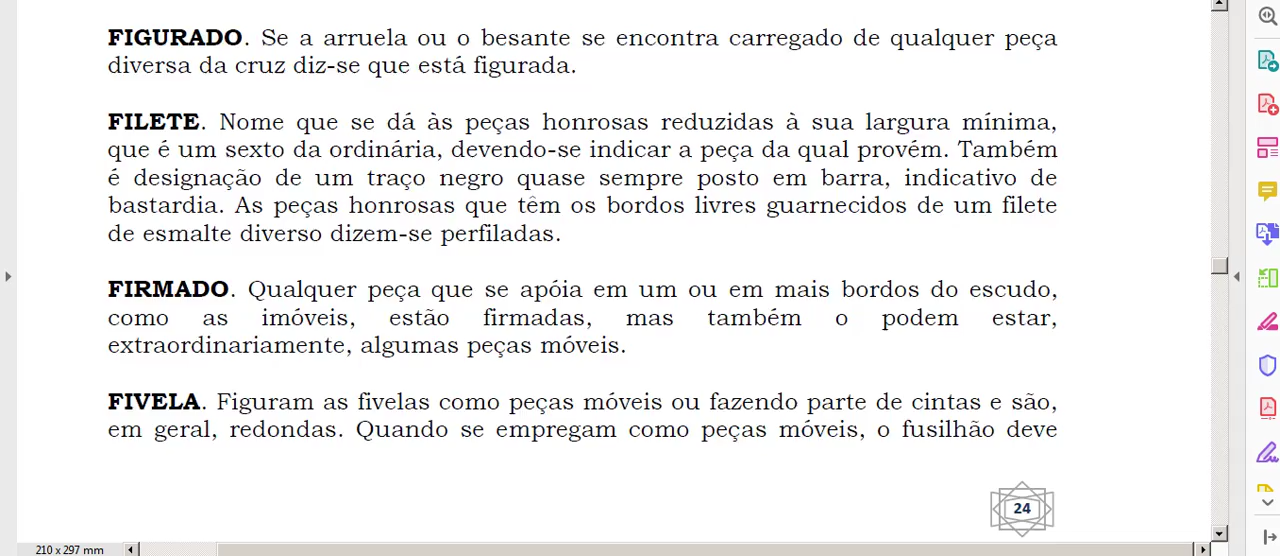 FIGURADO. Se a arruela ou o besante se encontra carregado de qualquer peça
diversa da cruz diz-se que está figurada.
FILETE. Nome que se dá às peças honrosas reduzidas à sua largura mínima,
que é um sexto da ordinária, devendo-se indicar a peça da qual provém. Também
é designação de um traço negro quase sempre posto em barra, indicativo de
bastardia. As peças honrosas que têm os bordos livres guarnecidos de um filete
de esmalte diverso dizem-se perfiladas.
FIRMADO. Qualquer peça que se apóia em um ou em mais bordos do escudo,
como as imóveis, estão firmadas, mas também o podem estar,
extraordinariamente, algumas peças móveis.
FIVELA. Figuram as fivelas como peças móveis ou fazendo parte de cintas e são,
em geral, redondas. Quando se empregam como peças móveis, o fusilhão deve
24
210 x 297 mm